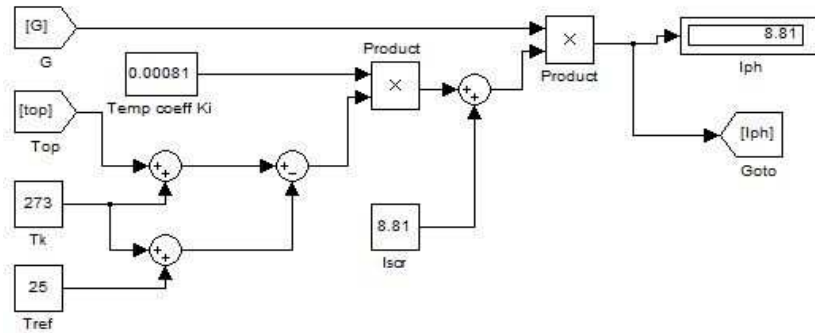 [G]
G
0.00081
Temp coeff Ki
Product
×
Product
×
8.81
Iph
[top]
Top
[Iph]
Goto
273
Tk
8.81
Iscr
25
Tref
+
+
+
−
+
+
+
+